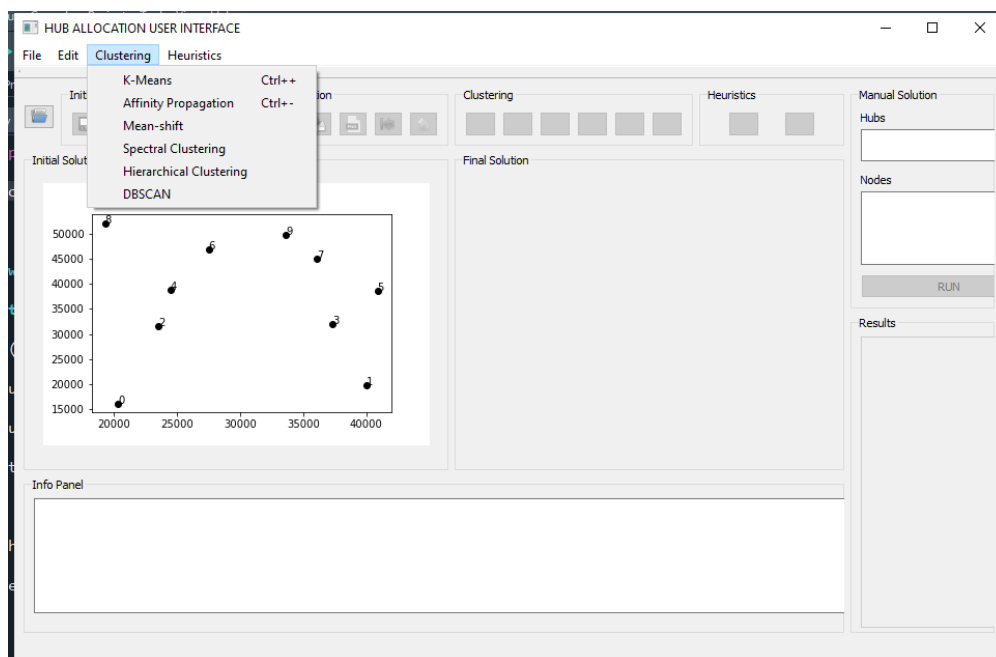 HUB ALLOCATION USER INTERFACE
File Edit Clustering Heuristics
K-Means Ctrl++
Affinity Propagation Ctrl+-
Mean-shift
Spectral Clustering
Hierarchical Clustering
DBSCAN
Clustering
Heuristics
Manual Solution
Hubs
Nodes
RUN
Results
Final Solution
50000
45000
40000
35000
30000
25000
20000
15000
20000 25000 30000 35000 40000
8
6
9
7
4
5
2
3
1
0
Info Panel